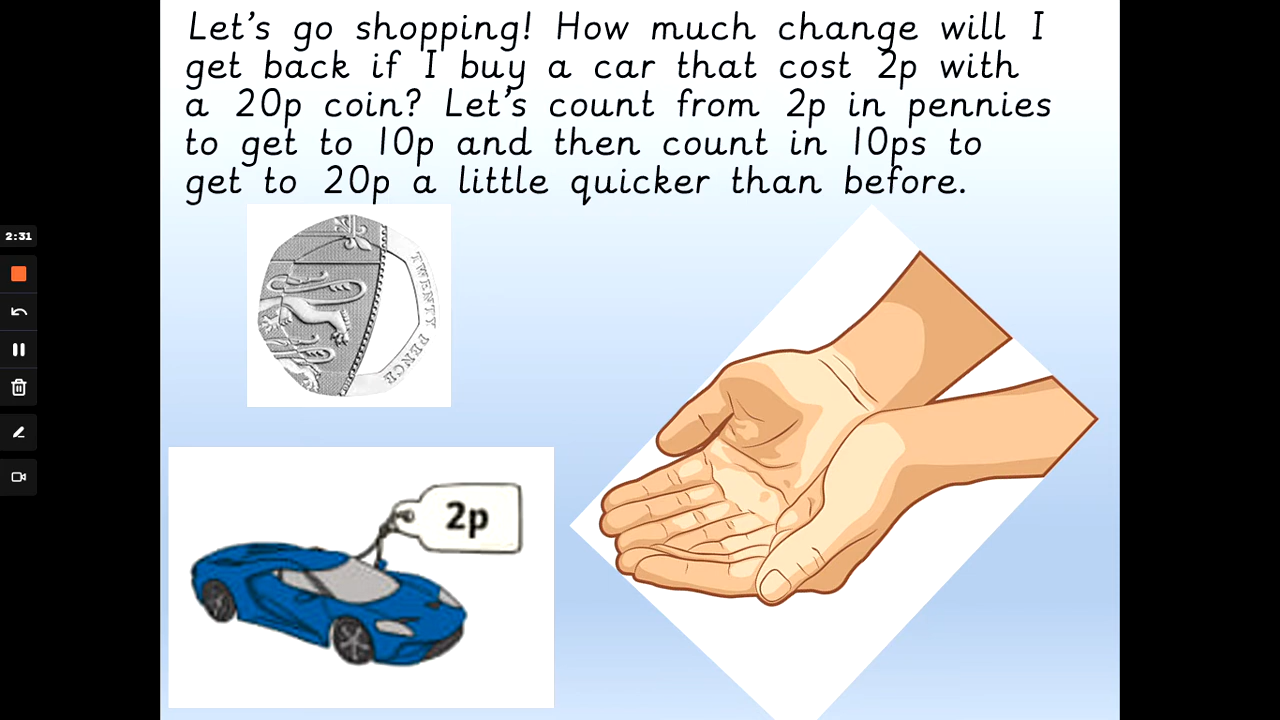 Let's go shopping! How much change will I
get back if I buy a car that cost 2p with
a 20p coin? Let's count from 2p in pennies
to get to 10p and then count in 10ps to
get to 20p a little quicker than before.
2:31
TWENTY PENCE
2p